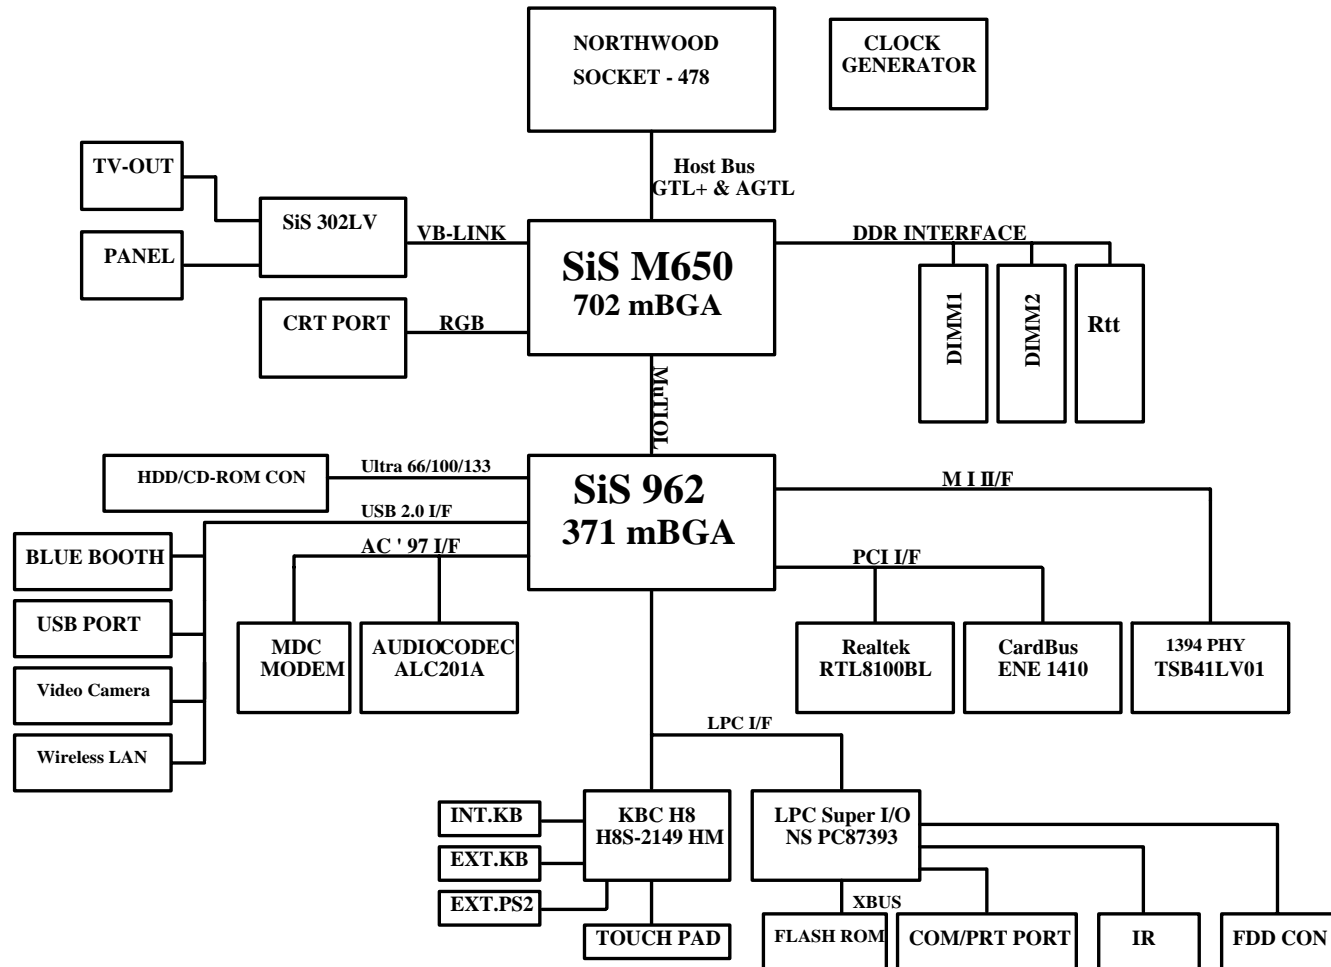 NORTHWOOD
SOCKET - 478
CLOCK
GENERATOR
TV-OUT
Host Bus
GTL+ & AGTL
SiS 302LV
VB-LINK
DDR INTERFACE
PANEL
SiS M650
702 mBGA
CRT PORT
RGB
DIMM1
DIMM2
Rtt
MuTIOL
HDD/CD-ROM CON
Ultra 66/100/133
SiS 962
371 mBGA
M I II/F
USB 2.0 I/F
AC ' 97 I/F
PCI I/F
BLUE BOOTH
USB PORT
Video Camera
Wireless LAN
MDC
MODEM
AUDIOCODEC
ALC201A
Realtek
RTL8100BL
CardBus
ENE 1410
1394 PHY
TSB41LV01
LPC I/F
INT.KB
EXT.KB
EXT.PS2
KBC H8
H8S-2149 HM
LPC Super I/O
NS PC87393
XBUS
TOUCH PAD
FLASH ROM
COM/PRT PORT
IR
FDD CON